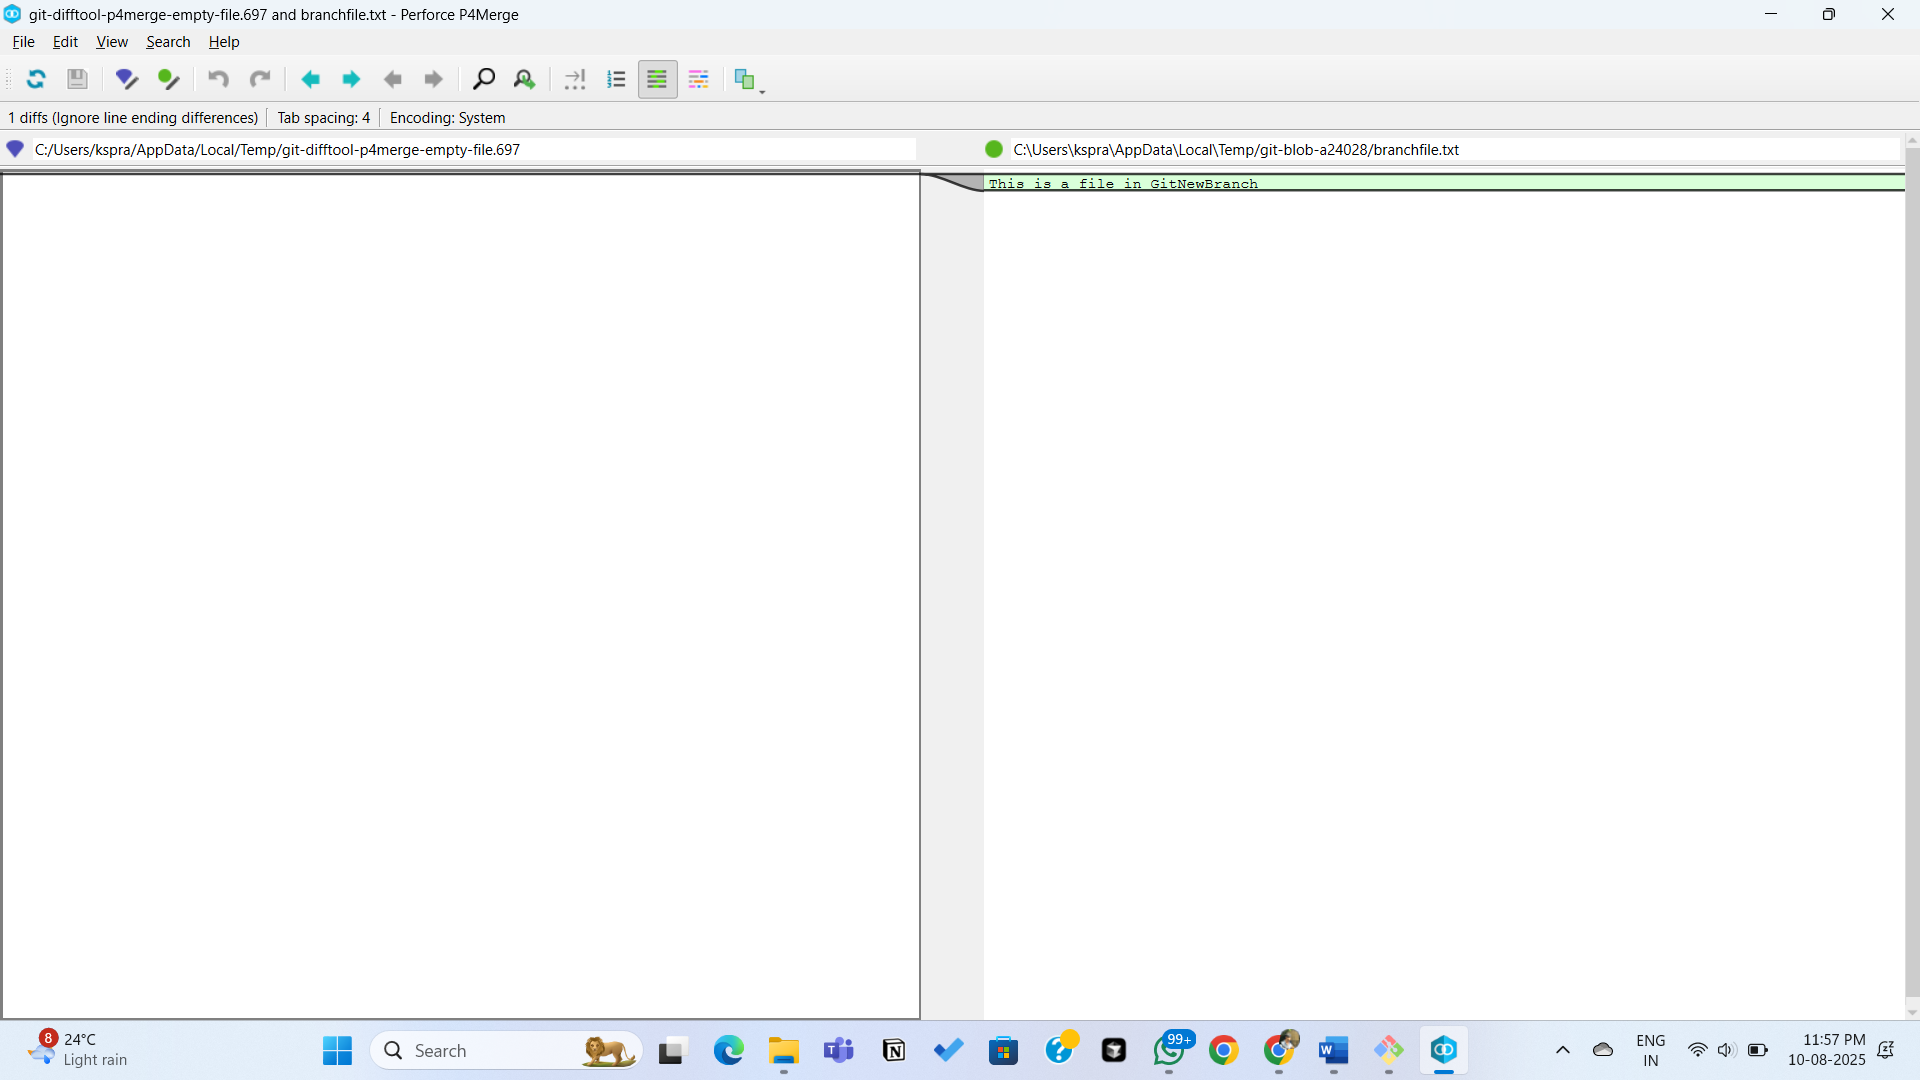 git-difftool-p4merge-empty-file.697 and branchfile.txt - Perforce P4Merge
File Edit View Search Help
1 diffs (Ignore line ending differences) Tab spacing: 4 Encoding: System
C:/Users/kspra/AppData/Local/Temp/git-difftool-p4merge-empty-file.697
C:\Users\kspra\AppData\Local\Temp/git-blob-a24028/branchfile.txt
This is a file in GitNewBranch
8
24°C
Light rain
Search
99+
ENG
IN
11:57 PM
10-08-2025